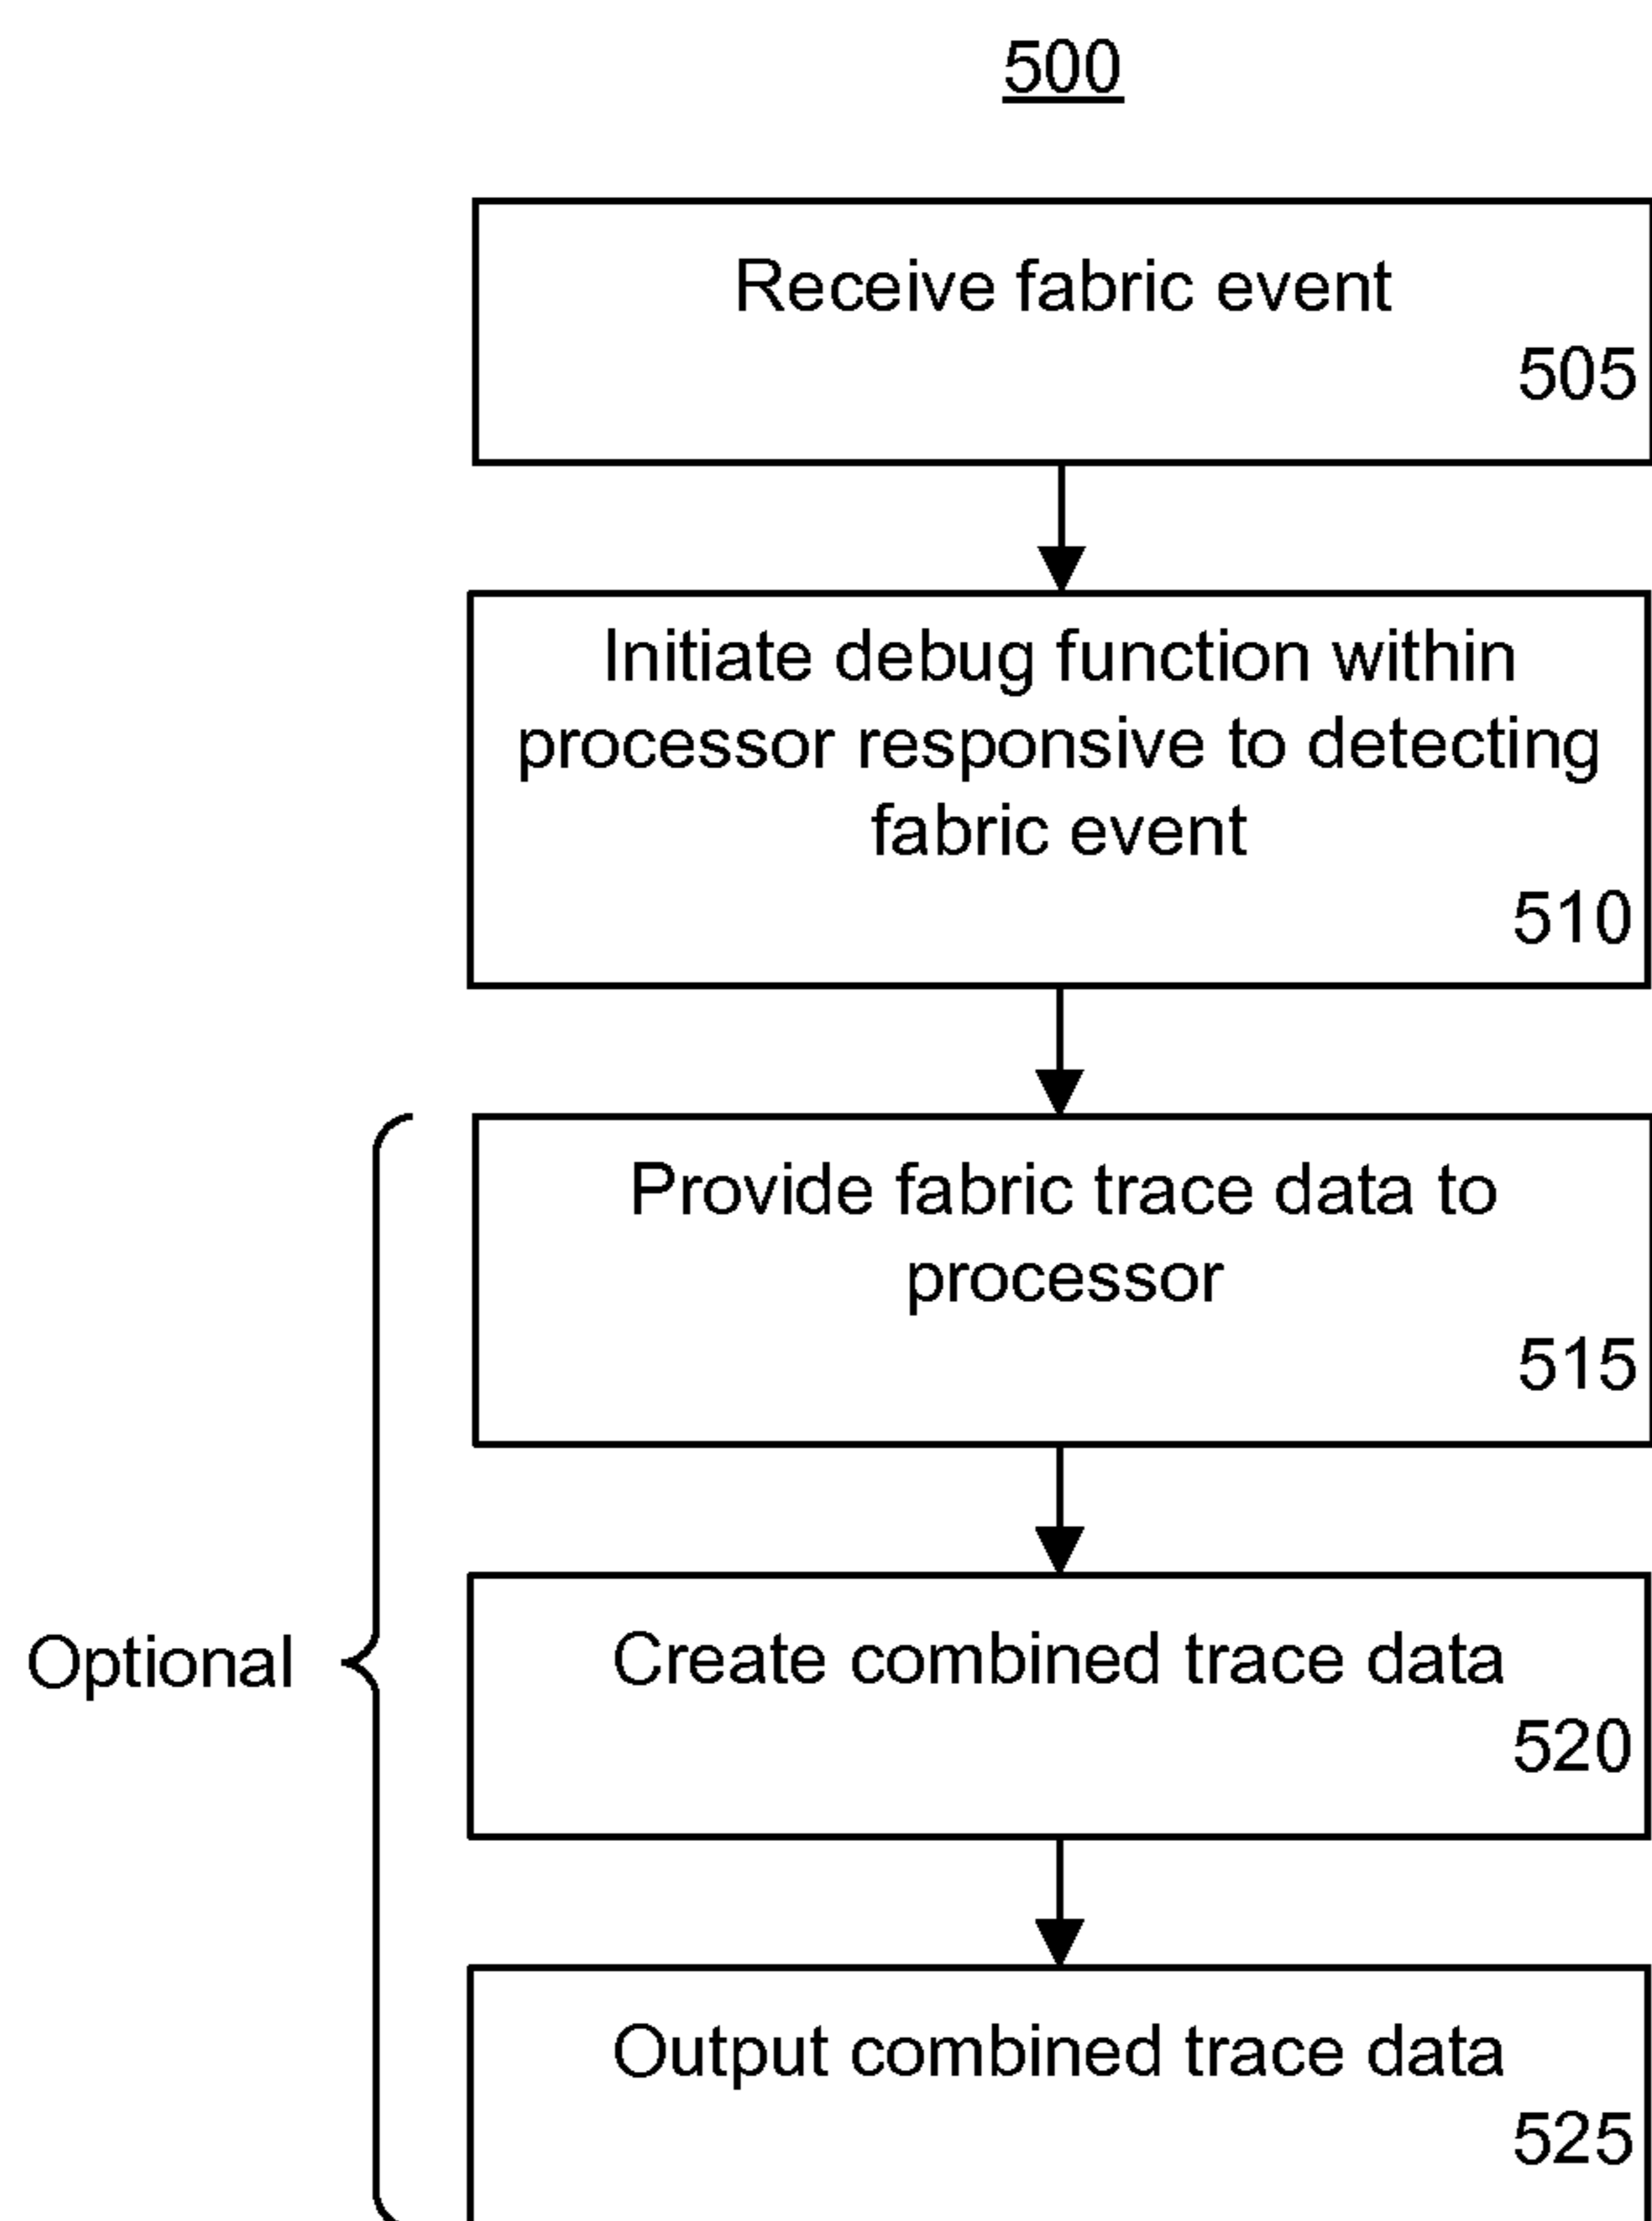 500
Receive fabric event
505
Initiate debug function within
processor responsive to detecting
fabric event
510
Provide fabric trace data to
processor
515
Optional
Create combined trace data
520
Output combined trace data
525